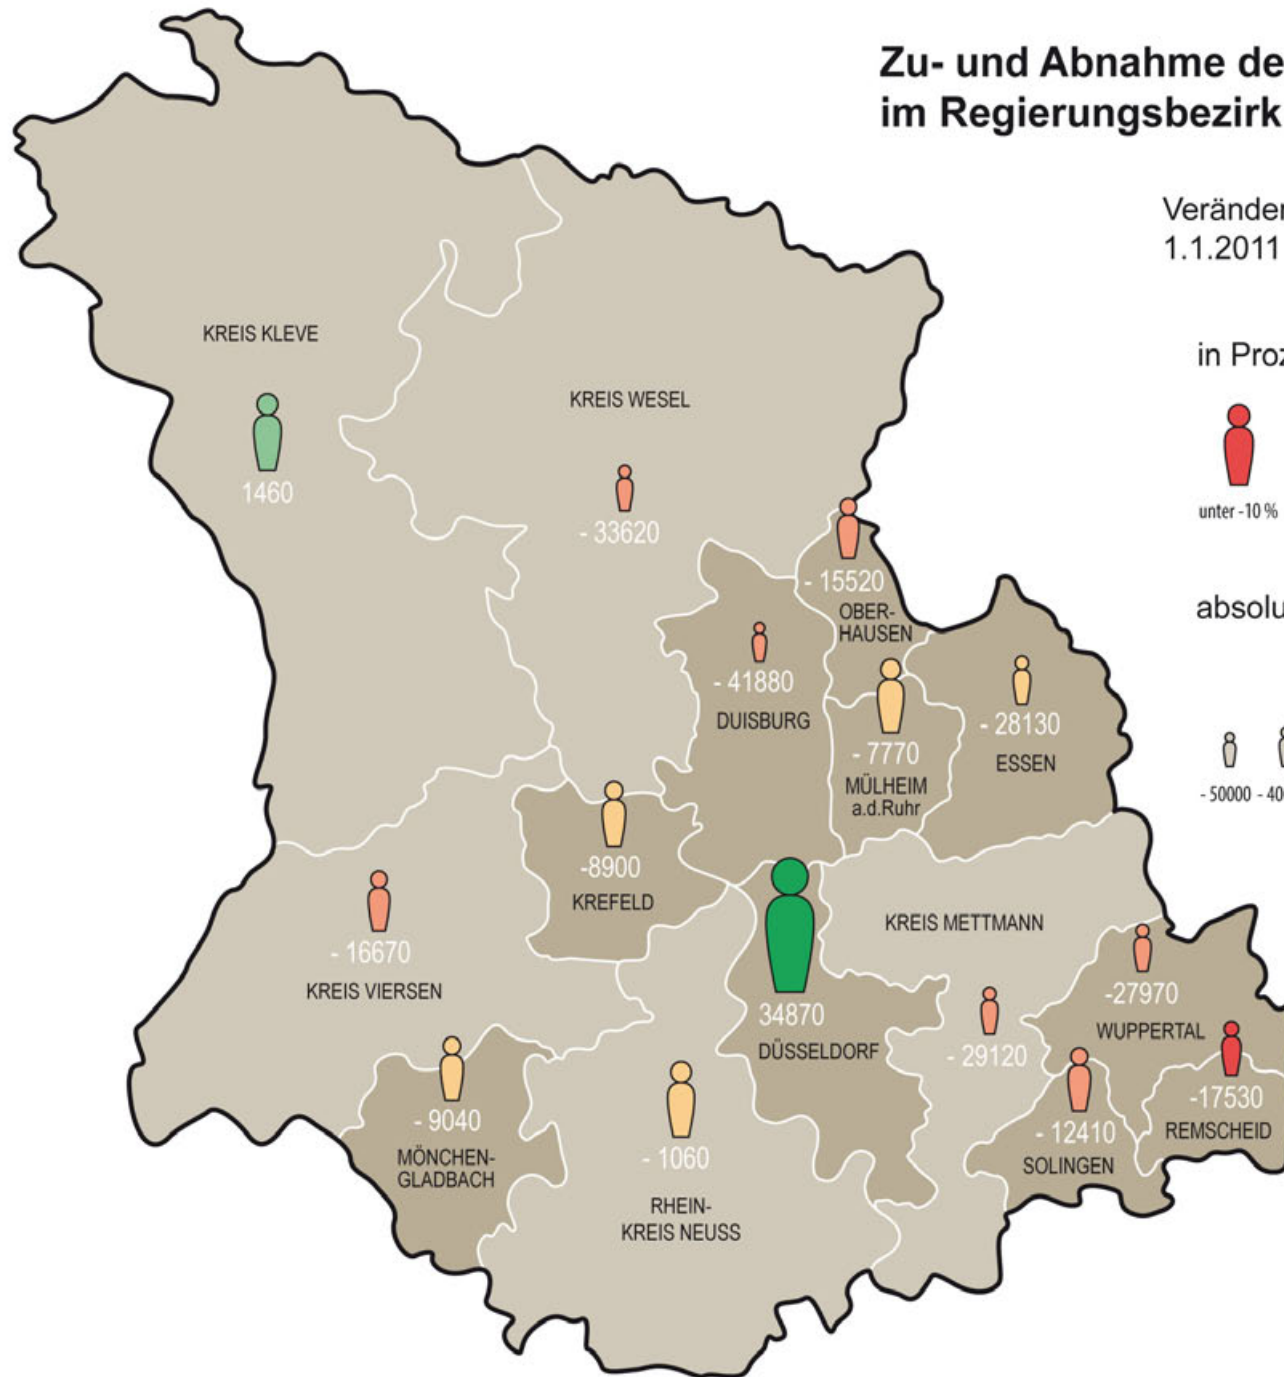 Zu- und Abnahme de
im Regierungsbezirk
Veränder
1.1.2011
in Proz
unter -10 %
absolu
- 50000 - 40
KREIS KLEVE
1460
KREIS WESEL
- 33620
- 15520
OBER-
HAUSEN
- 41880
DUISBURG
- 7770
MÜLHEIM
a.d.Ruhr
- 28130
ESSEN
-8900
KREFELD
- 16670
KREIS VIERSEN
34870
DÜSSELDORF
KREIS METTMANN
- 29120
-27970
WUPPERTAL
-17530
REMSCHEID
- 12410
SOLINGEN
- 9040
MÖNCHEN-
GLADBACH
- 1060
RHEIN-
KREIS NEUSS